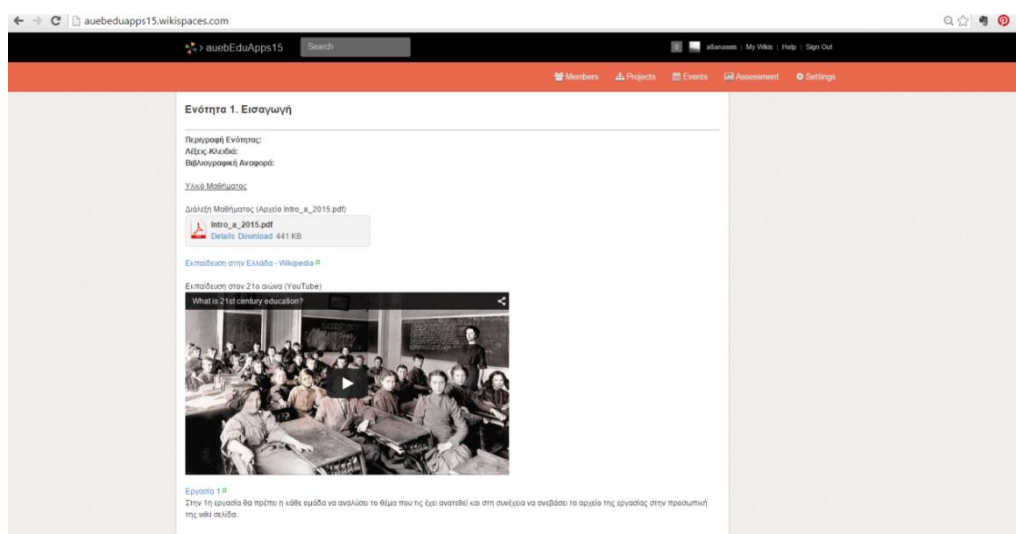 auebeduapps15.wikispaces.com
> auebEduApps15
Search
0
| My Wikis | Help | Sign Out
Members
Projects
Events
Assessment
Settings
Ενότητα 1. Εισαγωγή
Περιγραφή Ενότητας:
Λέξεις-Κλειδιά:
Βιβλιογραφική Αναφορά:
Υλικό Μαθήματος
Διάλεξη Μαθήματος (Αρχείο Intro_a_2015.pdf)
Intro_a_2015.pdf
Details Download 441 KB
Εκπαίδευση στην Ελλάδα - Wikipedia
Εκπαίδευση στον 21ο αιώνα (YouTube)
What is 21st century education?
Εργασία 1
Στην 1η εργασία θα πρέπει η κάθε ομάδα να αναλύσει το θέμα που τις έχει ανατεθεί και στη συνέχεια να ανεβάσει το αρχείο της εργασίας στην προσωπική
της wiki σελίδα.